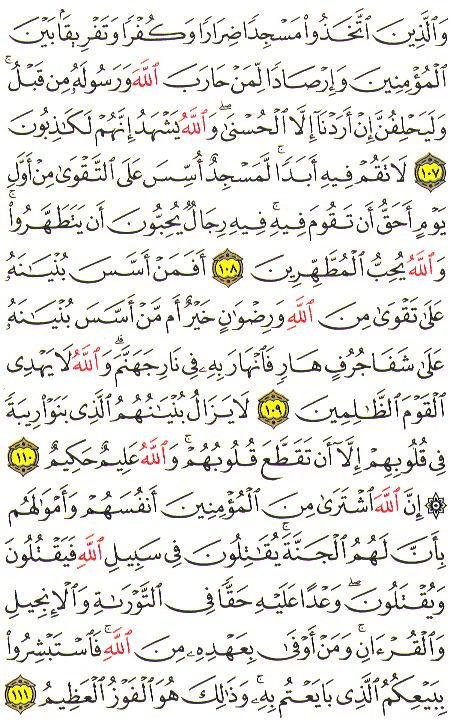 وَالَّذِينَ اتَّخَذُوا مَسْجِدًا ضِرَارًا وَكُفْرًا وَتَفْرِيقًا بَيْنَ
الْمُؤْمِنِينَ وَإِرْصَادًا لِّمَنْ حَارَبَ اللَّهَ وَرَسُولَهُ مِن قَبْلُ ۚ
وَلَيَحْلِفُنَّ إِنْ أَرَدْنَا إِلَّا الْحُسْنَىٰ ۖ وَاللَّهُ يَشْهَدُ إِنَّهُمْ لَكَاذِبُونَ
١٠٧ لَا تَقُمْ فِيهِ أَبَدًا ۚ لَّمَسْجِدٌ أُسِّسَ عَلَى التَّقْوَىٰ مِنْ أَوَّلِ
يَوْمٍ أَحَقُّ أَن تَقُومَ فِيهِ ۚ فِيهِ رِجَالٌ يُحِبُّونَ أَن يَتَطَهَّرُوا ۚ
وَاللَّهُ يُحِبُّ الْمُطَّهِّرِينَ ١٠٨ أَفَمَنْ أَسَّسَ بُنْيَانَهُ
عَلَىٰ تَقْوَىٰ مِنَ اللَّهِ وَرِضْوَانٍ خَيْرٌ أَم مَّنْ أَسَّسَ بُنْيَانَهُ
عَلَىٰ شَفَا جُرُفٍ هَارٍ فَانْهَارَ بِهِ فِي نَارِ جَهَنَّمَ ۗ وَاللَّهُ لَا يَهْدِي
الْقَوْمَ الظَّالِمِينَ ١٠٩ لَا يَزَالُ بُنْيَانُهُمُ الَّذِي بَنَوْا رِيبَةً
فِي قُلُوبِهِمْ إِلَّا أَن تَقَطَّعَ قُلُوبُهُمْ ۗ وَاللَّهُ عَلِيمٌ حَكِيمٌ ١١٠
۞ إِنَّ اللَّهَ اشْتَرَىٰ مِنَ الْمُؤْمِنِينَ أَنفُسَهُمْ وَأَمْوَالَهُم
بِأَنَّ لَهُمُ الْجَنَّةَ ۚ يُقَاتِلُونَ فِي سَبِيلِ اللَّهِ فَيَقْتُلُونَ
وَيُقْتَلُونَ ۖ وَعْدًا عَلَيْهِ حَقًّا فِي التَّوْرَاةِ وَالْإِنجِيلِ
وَالْقُرْءَانِ ۚ وَمَنْ أَوْفَىٰ بِعَهْدِهِ مِنَ اللَّهِ ۚ فَاسْتَبْشِرُوا
بِبَيْعِكُمُ الَّذِي بَايَعْتُم بِهِ ۚ وَذَٰلِكَ هُوَ الْفَوْزُ الْعَظِيمُ ١١١